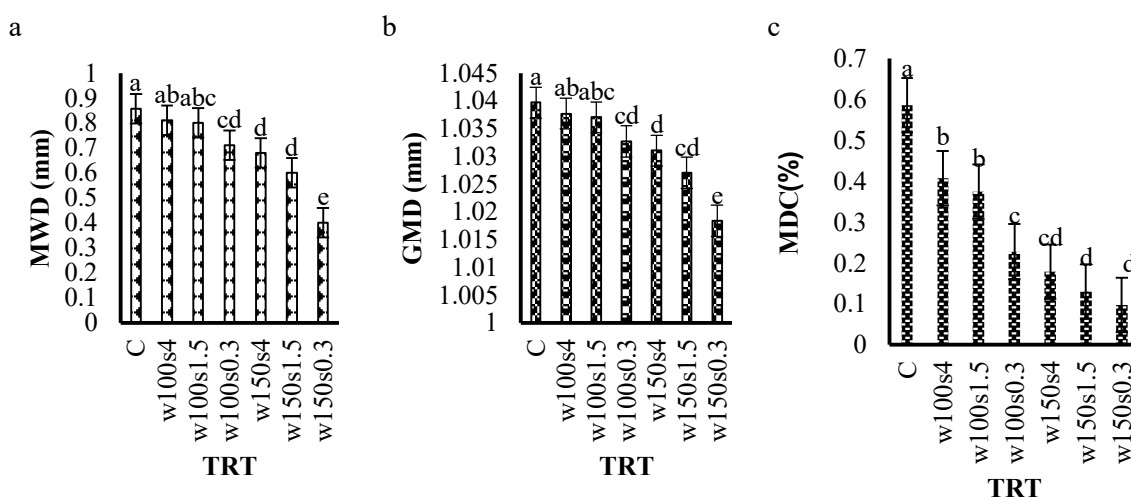 a
MWD (mm)
1
0.9
0.8
0.7
0.6
0.5
0.4
0.3
0.2
0.1
0
a
ab
abc
cd
d
d
e
C
w100s4
w100s1.5
w100s0.3
w150s4
w150s1.5
w150s0.3
TRT
b
GMD (mm)
1.045
1.04
1.035
1.03
1.025
1.02
1.015
1.01
1.005
1
a
ab
abc
cd
d
cd
e
C
w100s4
w100s1.5
w100s0.3
w150s4
w150s1.5
w150s0.3
TRT
c
MDC(%)
0.7
0.6
0.5
0.4
0.3
0.2
0.1
0
a
b
b
c
cd
d
d
C
w100s4
w100s1.5
w100s0.3
w150s4
w150s1.5
w150s0.3
TRT